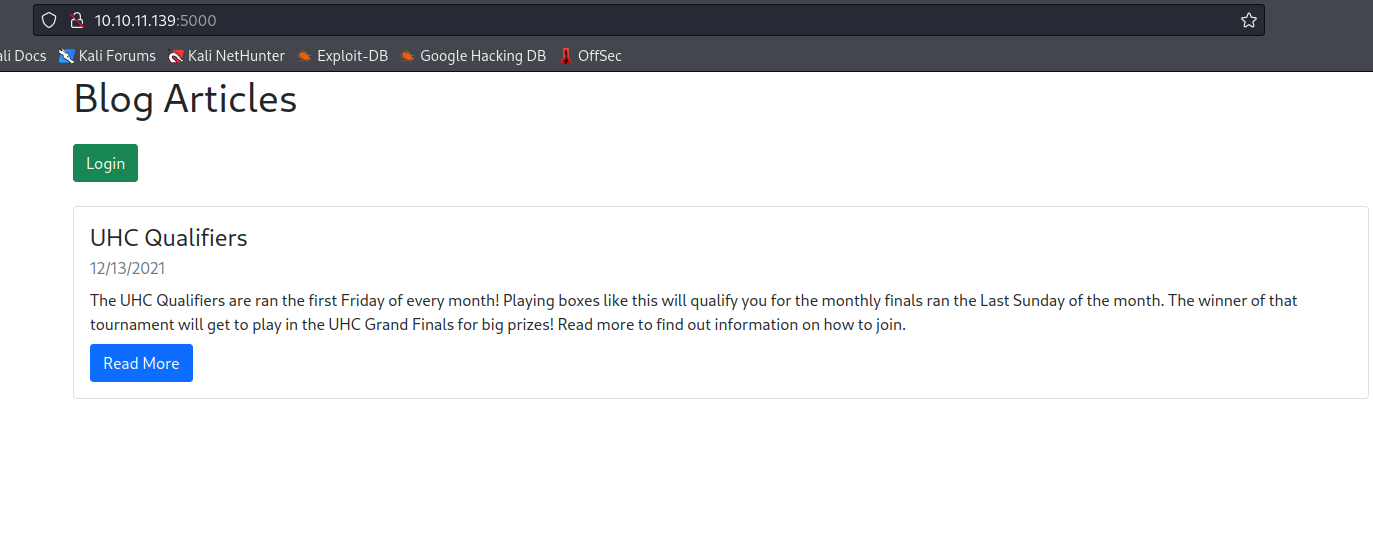 10.10.11.139:5000
ali Docs Kali Forums Kali NetHunter Exploit-DB Google Hacking DB OffSec
Blog Articles
Login
UHC Qualifiers
12/13/2021
The UHC Qualifiers are ran the first Friday of every month! Playing boxes like this will qualify you for the monthly finals ran the Last Sunday of the month. The winner of that
tournament will get to play in the UHC Grand Finals for big prizes! Read more to find out information on how to join.
Read More